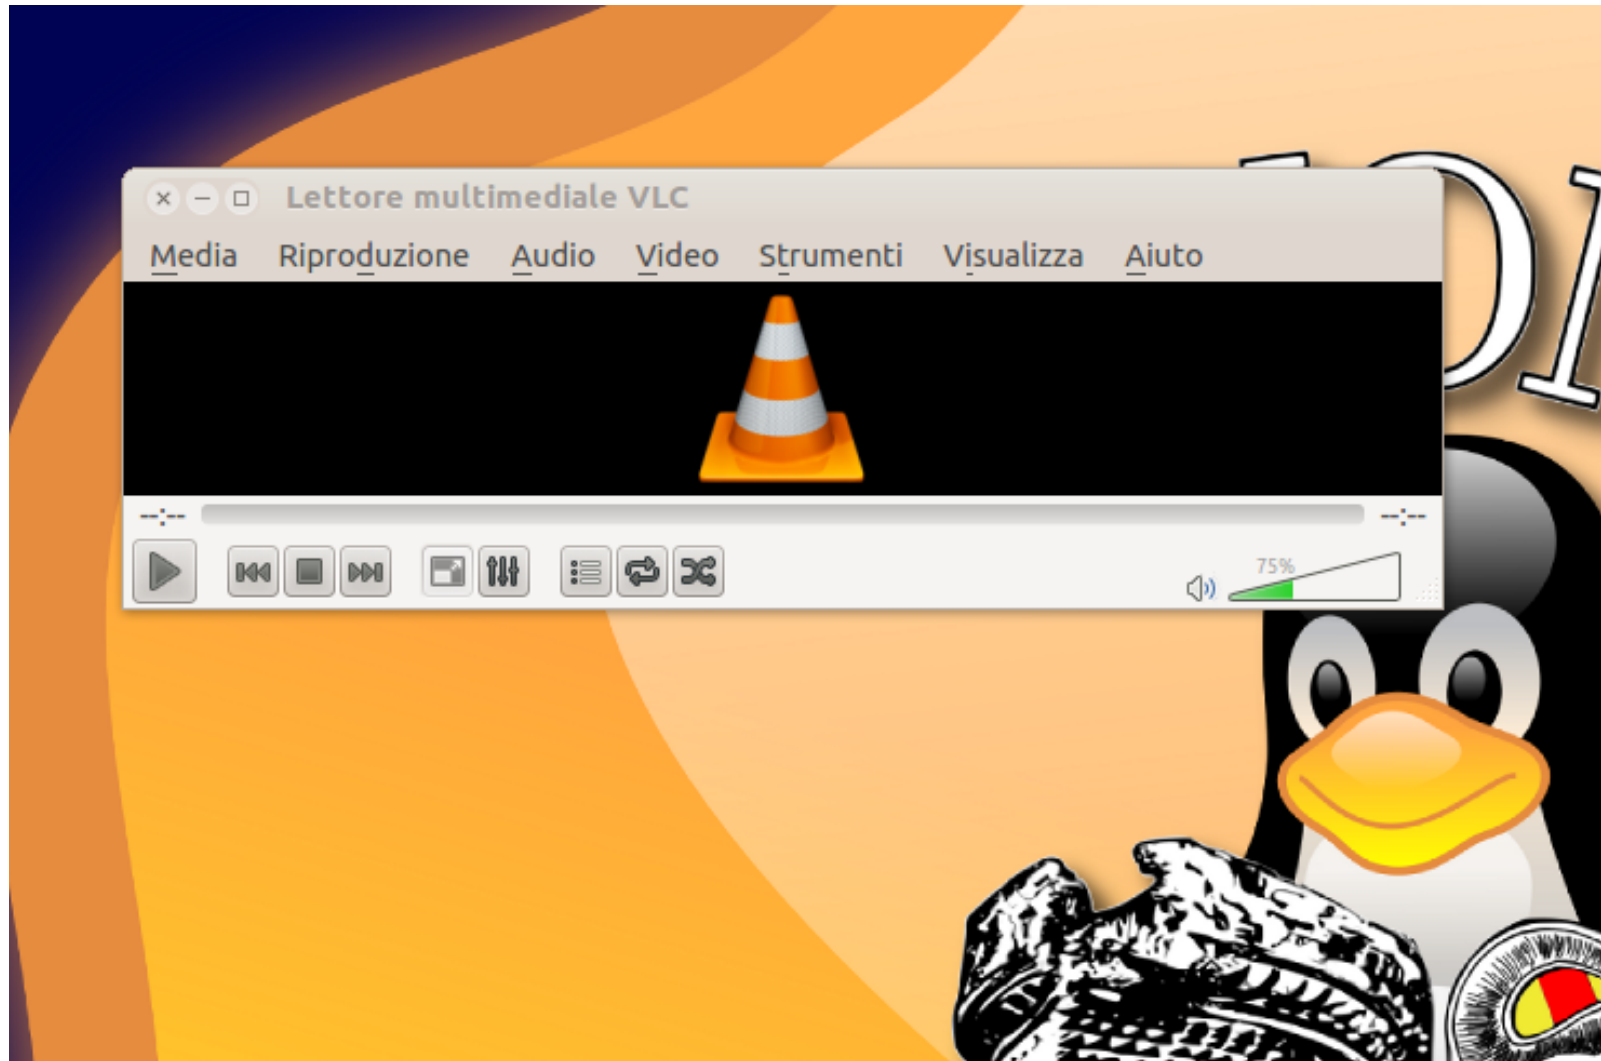 Lettore multimediale VLC
Media Riproduzione Audio Video Strumenti Visualizza Aiuto
--:-- --:--
75%